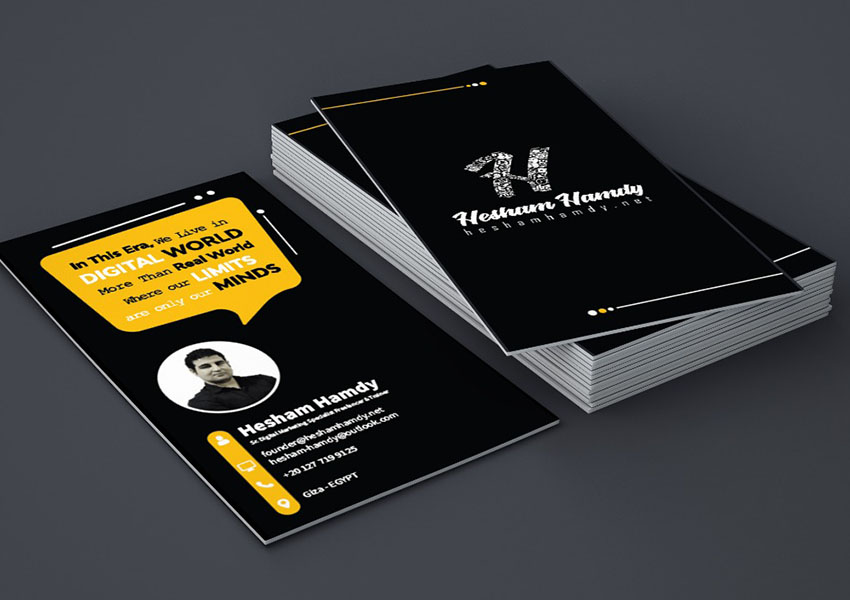 In This Era, We Live in
DIGITAL WORLD
More Than Real World
Where our LIMITS
are only our MINDS
Hesham Hamdy
Sr. Digital Marketing Specialist Freelancer & Trainer
founder@heshamhamdy.net
hesham-hamdy@outlook.com
+20 127 719 9125
Giza - EGYPT
H
Hesham Hamdy
heshamhamdy.net